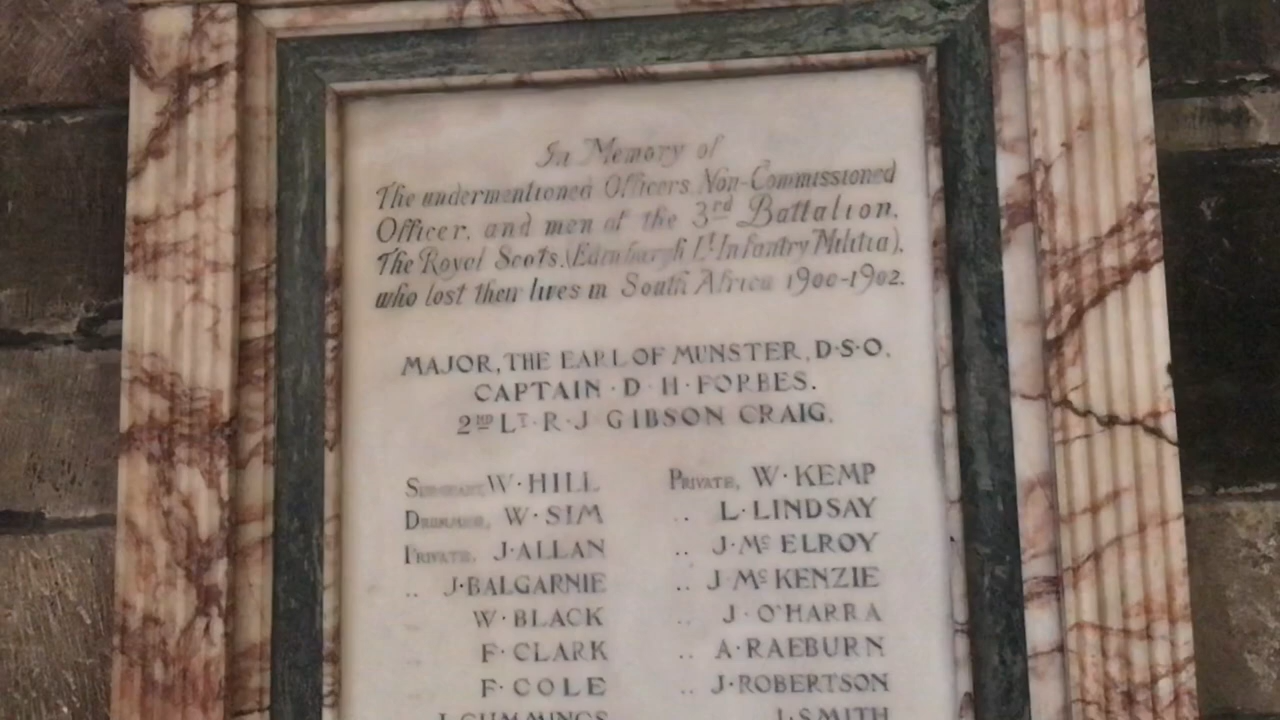 In Memory of
The undermentioned Officers, Non-Commissioned
Officer, and men of the 3rd Battalion,
The Royal Scots, (Edinburgh Lt Infantry Militia),
who lost their lives in South Africa 1900-1902.
MAJOR, THE EARL OF MUNSTER, D·S·O.
CAPTAIN · D · H · FORBES.
2ND LT · R · J GIBSON CRAIG.
SERGEANT W · HILL
DRUMMER, W · SIM
PRIVATE, J · ALLAN
.. J · BALGARNIE
W · BLACK
F · CLARK
F · COLE
J · CUMMINGS
PRIVATE, W · KEMP
.. L · LINDSAY
.. J · Mc ELROY
.. J Mc KENZIE
.. J · O'HARRA
.. A · RAEBURN
.. J · ROBERTSON
J · SMITH